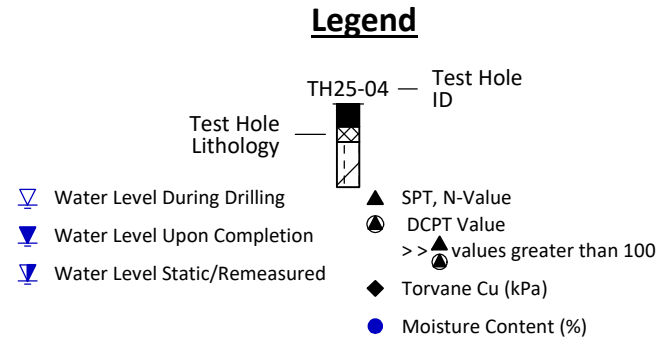 Legend
TH25-04
Test Hole
ID
Test Hole
Lithology
Water Level During Drilling
Water Level Upon Completion
Water Level Static/Remeasured
SPT, N-Value
DCPT Value
>> values greater than 100
Torvane Cu (kPa)
Moisture Content (%)